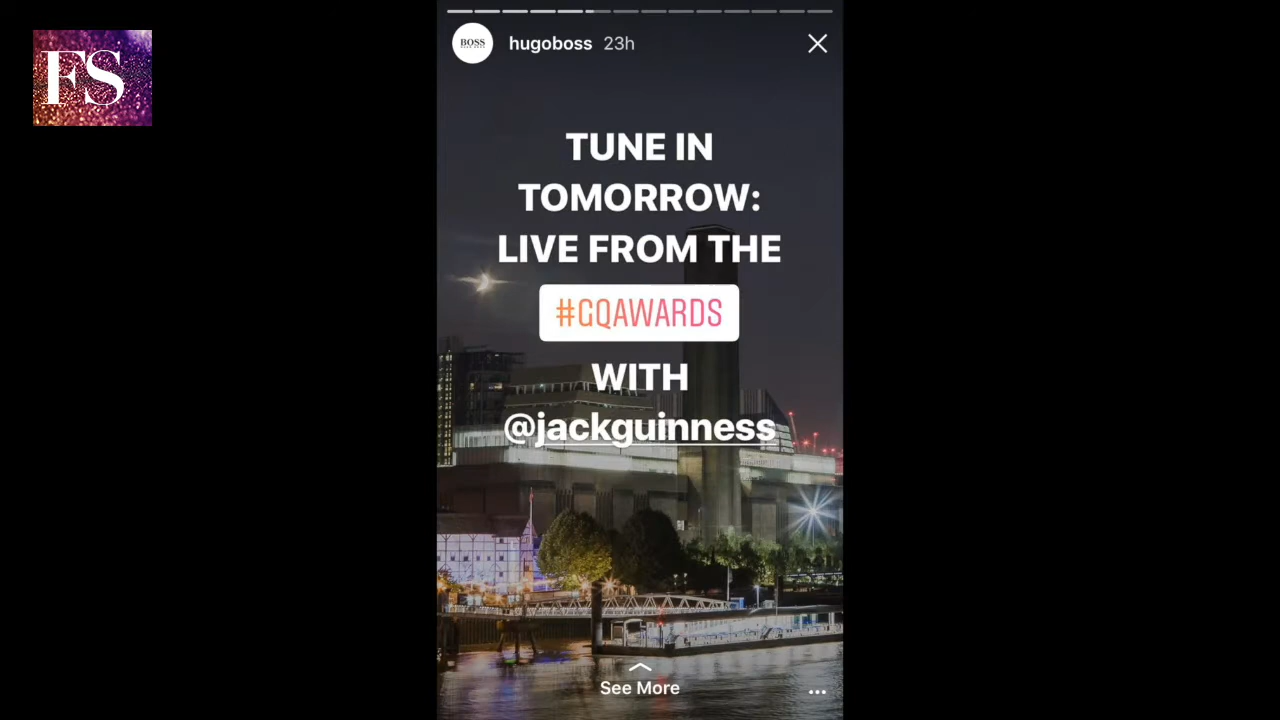 FS
BOSS
hugoboss 23h
TUNE IN
TOMORROW:
LIVE FROM THE
#GQAWARDS
WITH
@jackguinness
See More